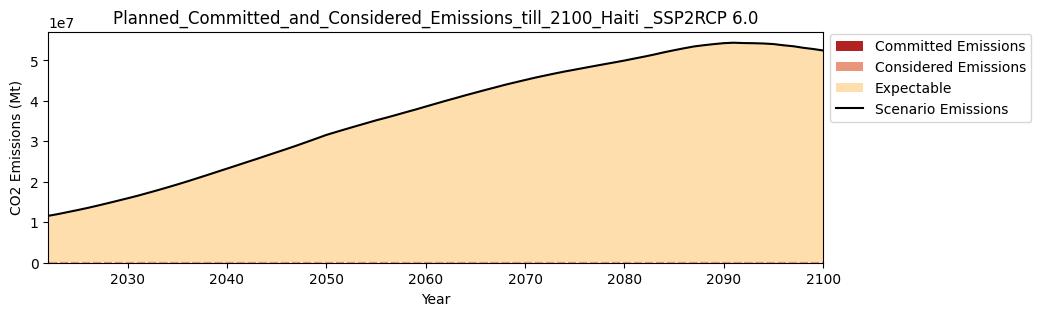 Planned_Committed_and_Considered_Emissions_till_2100_Haiti _SSP2RCP 6.0
1e7
5
4
3
2
1
0
CO2 Emissions (Mt)
2030 2040 2050 2060 2070 2080 2090 2100
Year
Committed Emissions
Considered Emissions
Expectable
Scenario Emissions